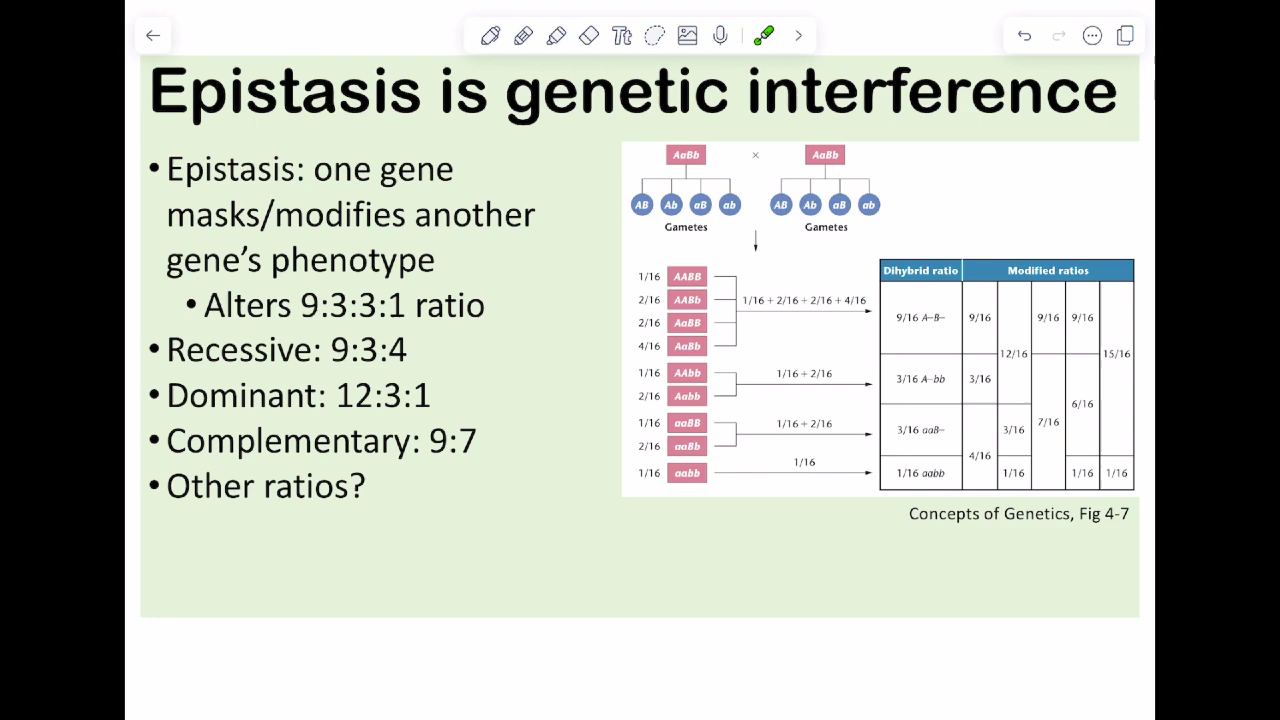 Tt
Epistasis is genetic interference
• Epistasis: one gene
masks/modifies another
gene's phenotype
• Alters 9:3:3:1 ratio
• Recessive: 9:3:4
• Dominant: 12:3:1
• Complementary: 9:7
• Other ratios?
AaBb × AaBb
AB Ab aB ab AB Ab aB ab
Gametes Gametes
1/16 AABB
2/16 AABb
2/16 AaBB
4/16 AaBb
1/16 + 2/16 + 2/16 + 4/16
1/16 AAbb
2/16 Aabb
1/16 + 2/16
1/16 aaBB
2/16 aaBb
1/16 + 2/16
1/16 aabb
1/16
Dihybrid ratio Modified ratios
9/16 A–B– 9/16 9/16 9/16
12/16 15/16
3/16 A–bb 3/16
6/16
7/16
3/16 aaB– 3/16
4/16
1/16 aabb 1/16 1/16 1/16
Concepts of Genetics, Fig 4-7